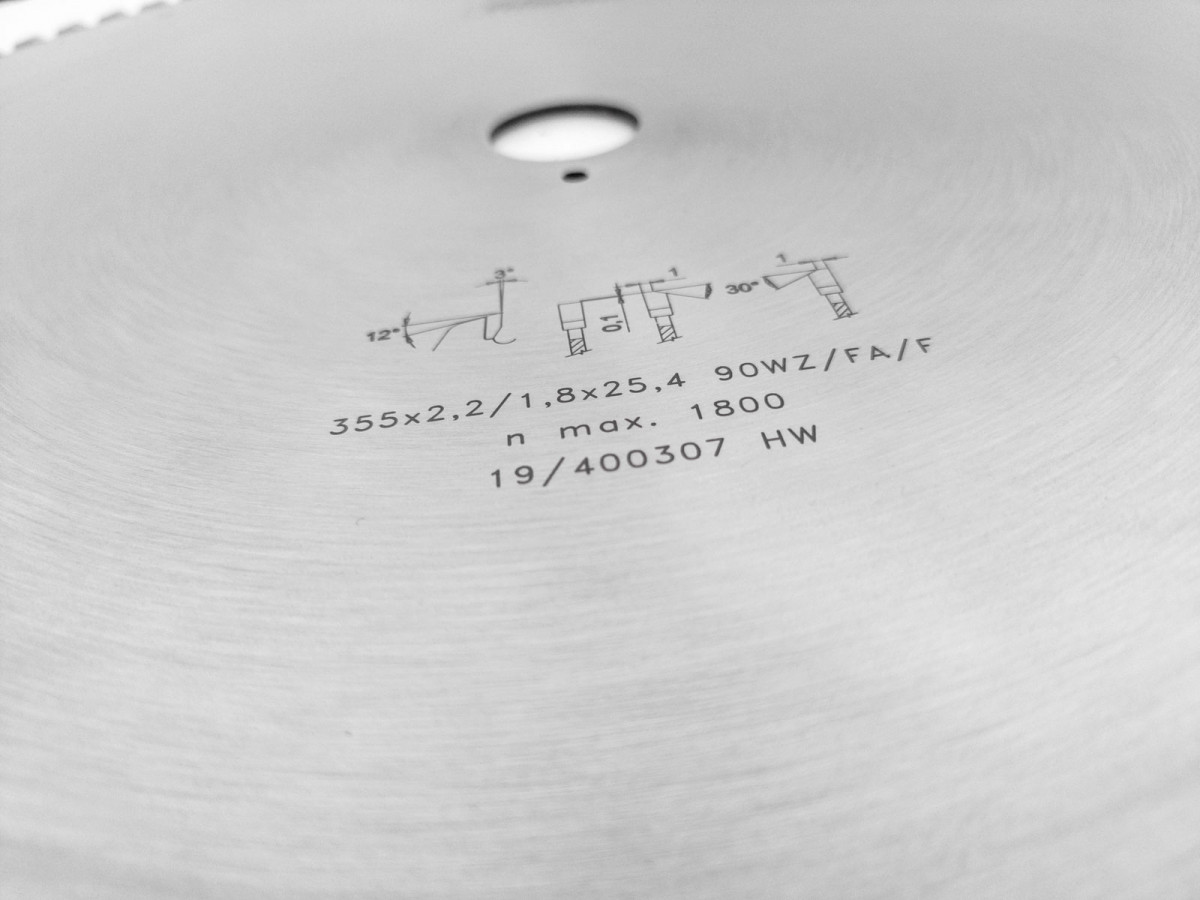 3° 1 1
12° 0,1 30°
355x2,2/1,8x25,4 90WZ/FA/F
n max. 1800
19/400307 HW